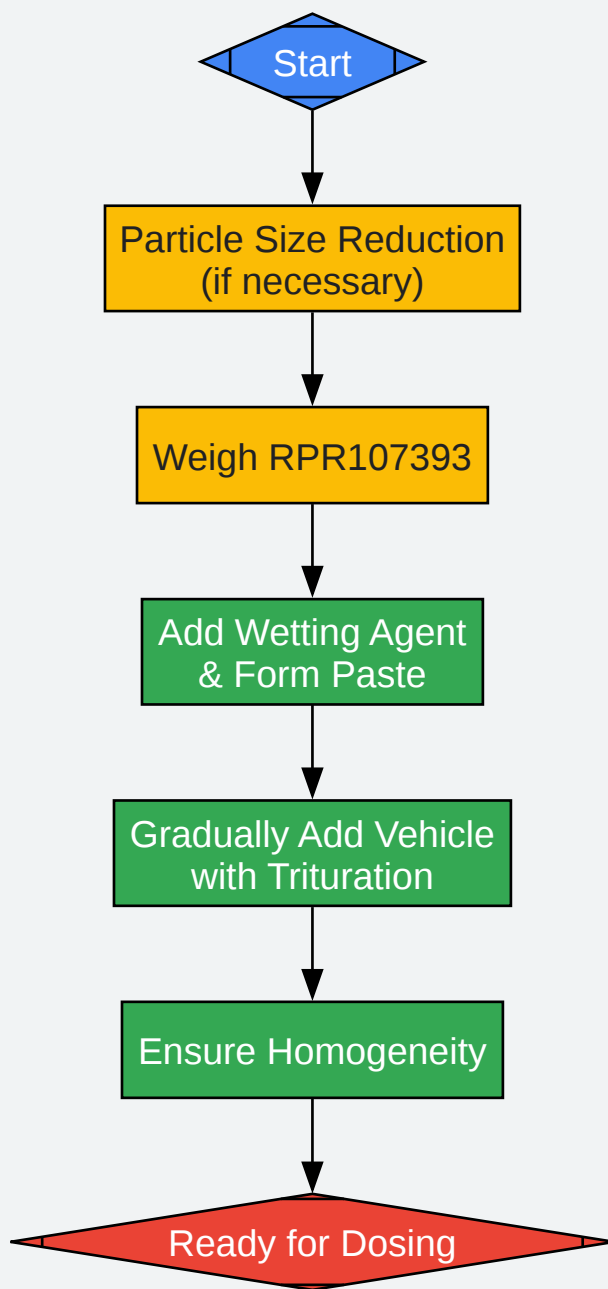 Start
Particle Size Reduction
(if necessary)
Weigh RPR107393
Add Wetting Agent
& Form Paste
Gradually Add Vehicle
with Trituration
Ensure Homogeneity
Ready for Dosing